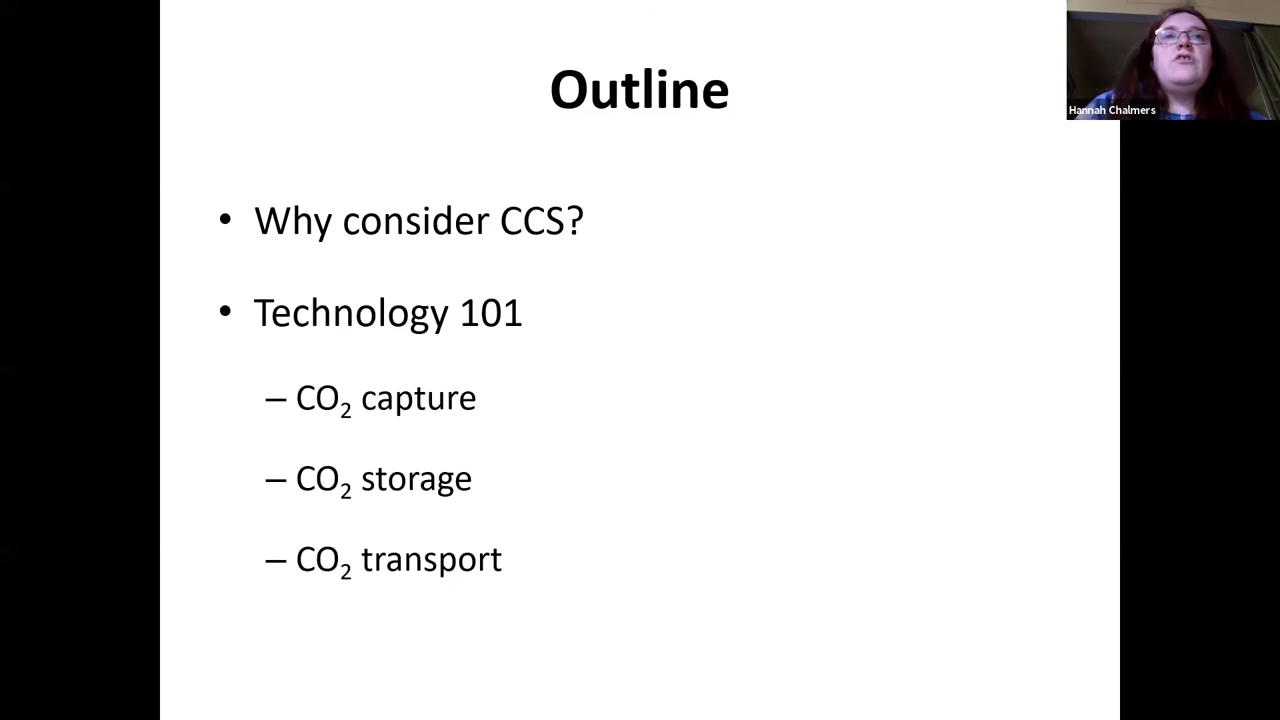 Outline
Hannah Chalmers
• Why consider CCS?
• Technology 101
– CO₂ capture
– CO₂ storage
– CO₂ transport